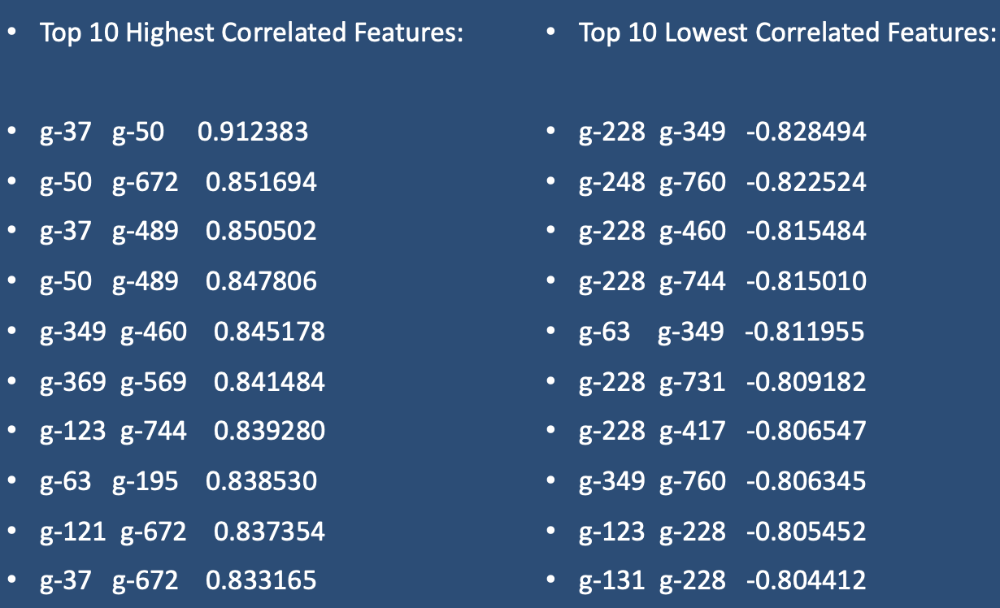 • Top 10 Highest Correlated Features:
• g-37 g-50 0.912383
• g-50 g-672 0.851694
• g-37 g-489 0.850502
• g-50 g-489 0.847806
• g-349 g-460 0.845178
• g-369 g-569 0.841484
• g-123 g-744 0.839280
• g-63 g-195 0.838530
• g-121 g-672 0.837354
• g-37 g-672 0.833165
• Top 10 Lowest Correlated Features:
• g-228 g-349 -0.828494
• g-248 g-760 -0.822524
• g-228 g-460 -0.815484
• g-228 g-744 -0.815010
• g-63 g-349 -0.811955
• g-228 g-731 -0.809182
• g-228 g-417 -0.806547
• g-349 g-760 -0.806345
• g-123 g-228 -0.805452
• g-131 g-228 -0.804412